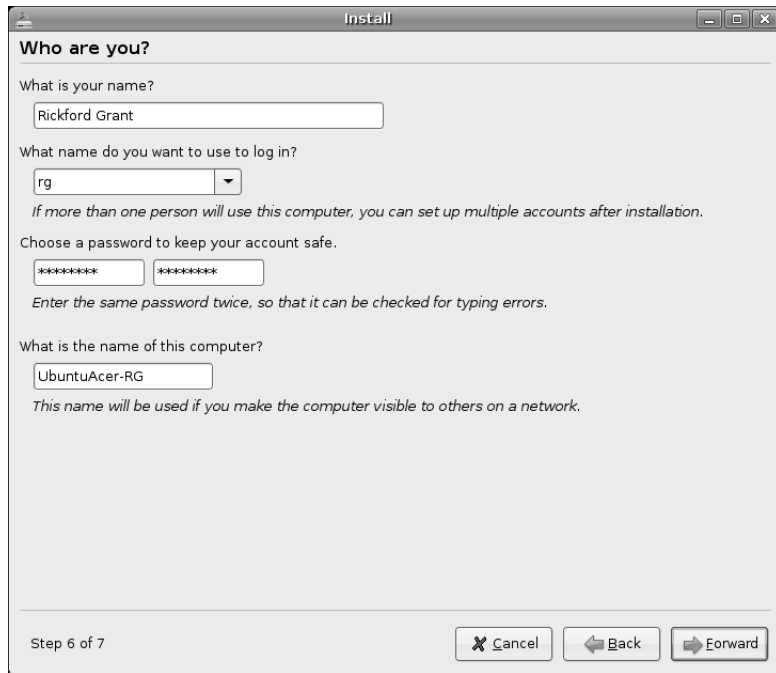 Install
Who are you?
What is your name?
Rickford Grant
What name do you want to use to log in?
rg
If more than one person will use this computer, you can set up multiple accounts after installation.
Choose a password to keep your account safe.
******** ********
Enter the same password twice, so that it can be checked for typing errors.
What is the name of this computer?
UbuntuAcer-RG
This name will be used if you make the computer visible to others on a network.
Step 6 of 7 Cancel Back Forward